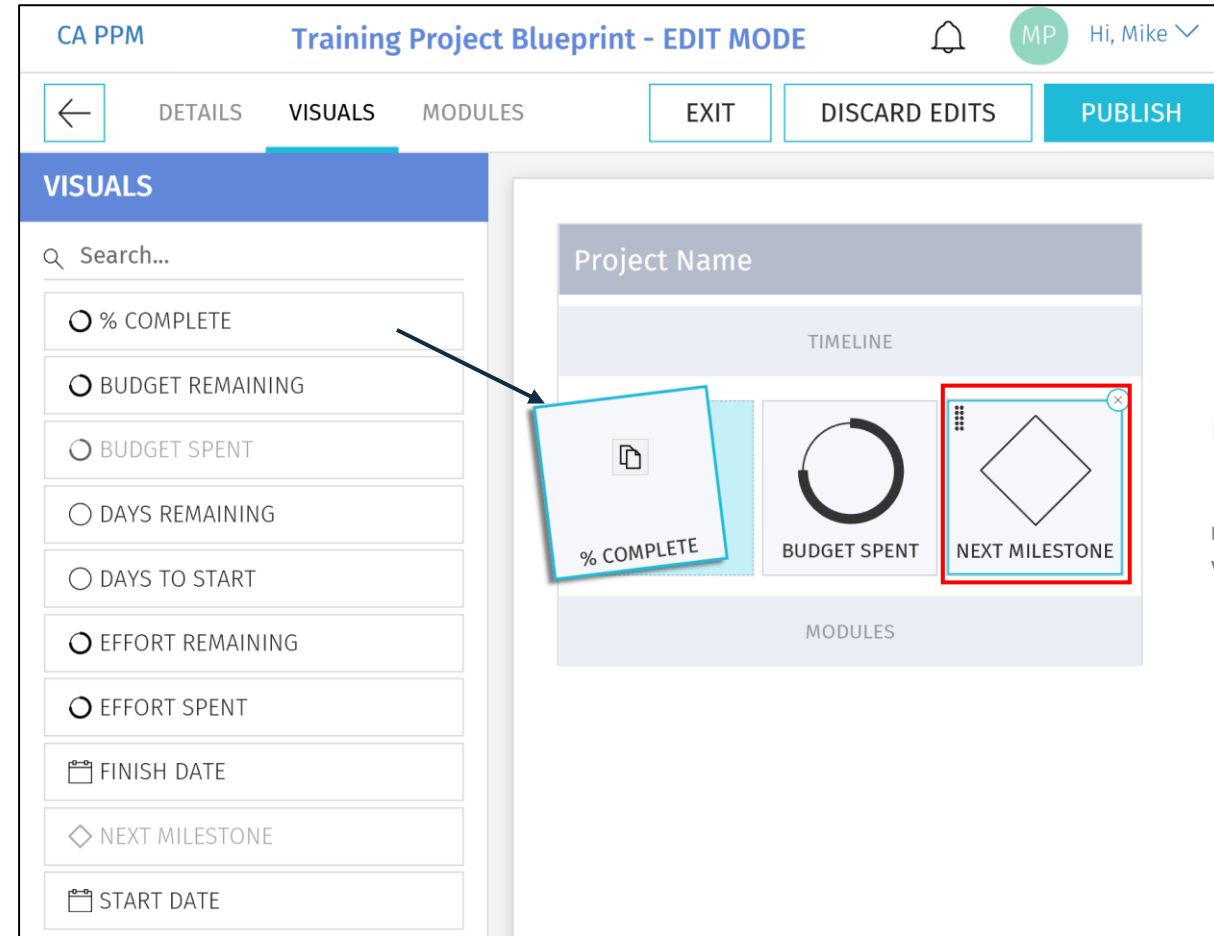 CA PPM
Training Project Blueprint - EDIT MODE
MP
Hi, Mike
DETAILS
VISUALS
MODULES
EXIT
DISCARD EDITS
PUBLISH
VISUALS
Search...
% COMPLETE
BUDGET REMAINING
BUDGET SPENT
DAYS REMAINING
DAYS TO START
EFFORT REMAINING
EFFORT SPENT
FINISH DATE
NEXT MILESTONE
START DATE
Project Name
TIMELINE
% COMPLETE
BUDGET SPENT
NEXT MILESTONE
MODULES